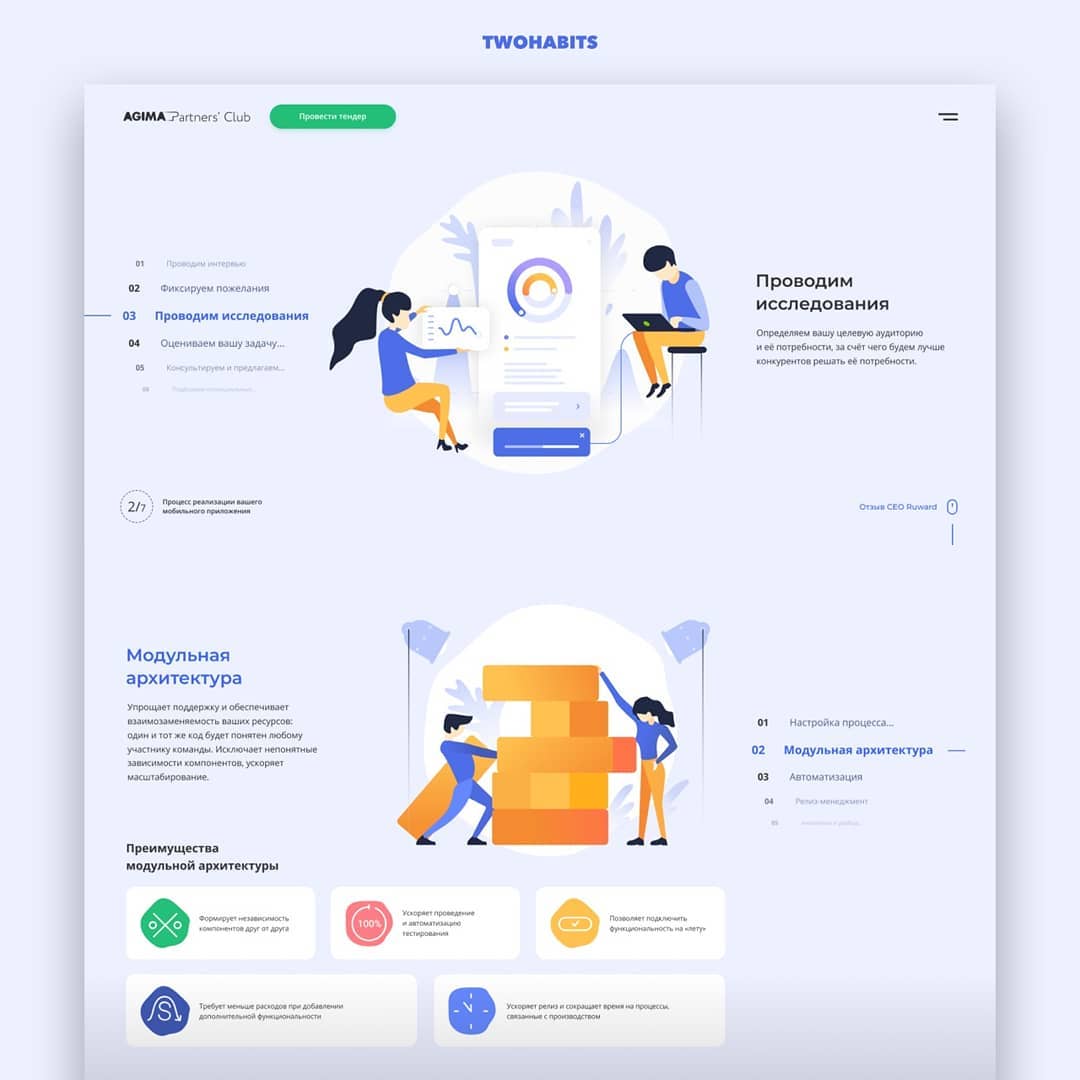 TWOHABITS
AGIMA Partners' Club
Провести тендер
01 Проводим интервью
02 Фиксируем пожелания
03 Проводим исследования
04 Оцениваем вашу задачу...
05 Консультируем и предлагаем...
06
Проводим
исследования
Определяем вашу целевую аудиторию
и её потребности, за счёт чего будем лучше
конкурентов решать её потребности.
2/7
Процесс реализации вашего
мобильного приложения
Отзыв CEO Ruward
Модульная
архитектура
Упрощает поддержку и обеспечивает
взаимозаменяемость ваших ресурсов:
один и тот же код будет понятен любому
участнику команды. Исключает непонятные
зависимости компонентов, ускоряет
масштабирование.
01 Настройка процесса...
02 Модульная архитектура
03 Автоматизация
04 Релиз-менеджмент
05
Преимущества
модульной архитектуры
Формирует независимость
компонентов друг от друга
100%
Ускоряет проведение
и автоматизацию
тестирования
Позволяет подключить
функциональность на «лету»
Требует меньше расходов при добавлении
дополнительной функциональности
Ускоряет релиз и сокращает время на процессы,
связанные с производством